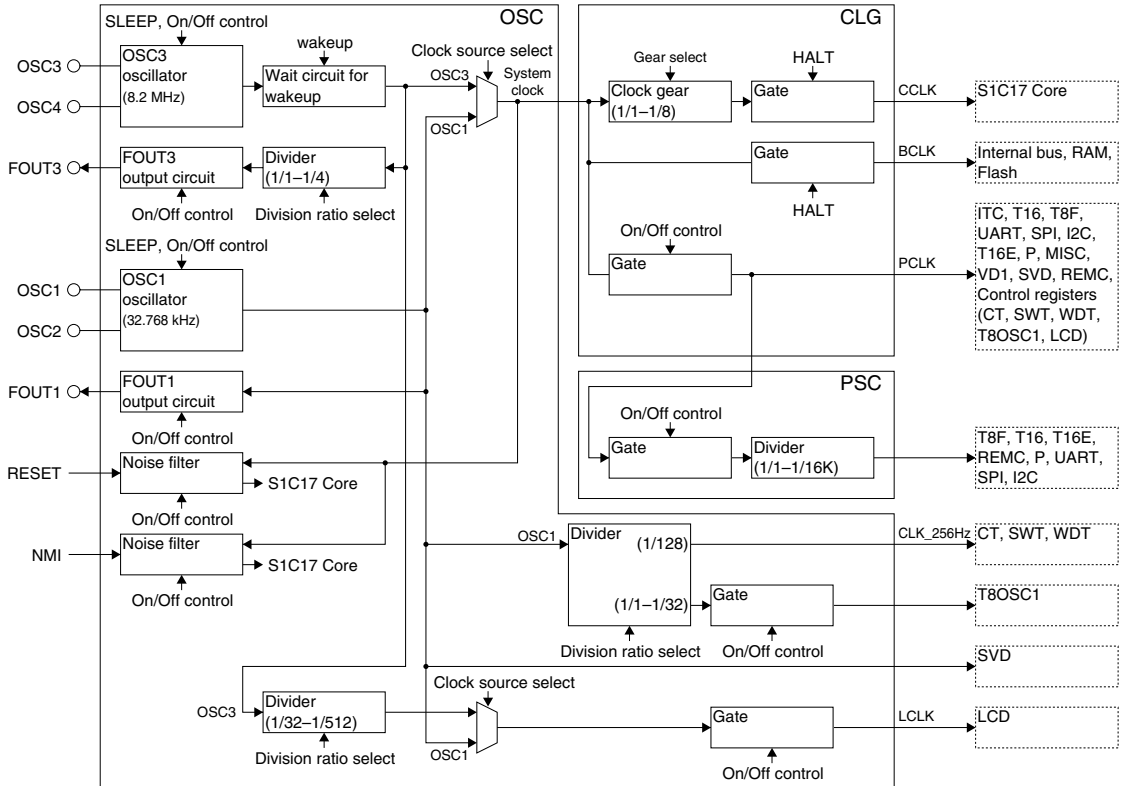 OSC
CLG
SLEEP, On/Off control
OSC3
OSC4
OSC3
oscillator
(8.2 MHz)
wakeup
Wait circuit for
wakeup
Clock source select
OSC3
OSC1
System
clock
Gear select
Clock gear
(1/1–1/8)
HALT
Gate
CCLK
S1C17 Core
FOUT3
FOUT3
output circuit
On/Off control
Divider
(1/1–1/4)
Division ratio select
Gate
HALT
BCLK
Internal bus, RAM,
Flash
SLEEP, On/Off control
OSC1
OSC2
OSC1
oscillator
(32.768 kHz)
On/Off control
Gate
PCLK
ITC, T16, T8F,
UART, SPI, I2C,
T16E, P, MISC,
VD1, SVD, REMC,
Control registers
(CT, SWT, WDT,
T8OSC1, LCD)
FOUT1
FOUT1
output circuit
On/Off control
PSC
On/Off control
Gate
Divider
(1/1–1/16K)
T8F, T16, T16E,
REMC, P, UART,
SPI, I2C
RESET
Noise filter
S1C17 Core
On/Off control
NMI
Noise filter
S1C17 Core
On/Off control
OSC1
Divider
(1/128)
(1/1–1/32)
Division ratio select
CLK_256Hz
CT, SWT, WDT
Gate
On/Off control
T8OSC1
SVD
OSC3
Divider
(1/32–1/512)
Division ratio select
Clock source select
OSC1
Gate
On/Off control
LCLK
LCD